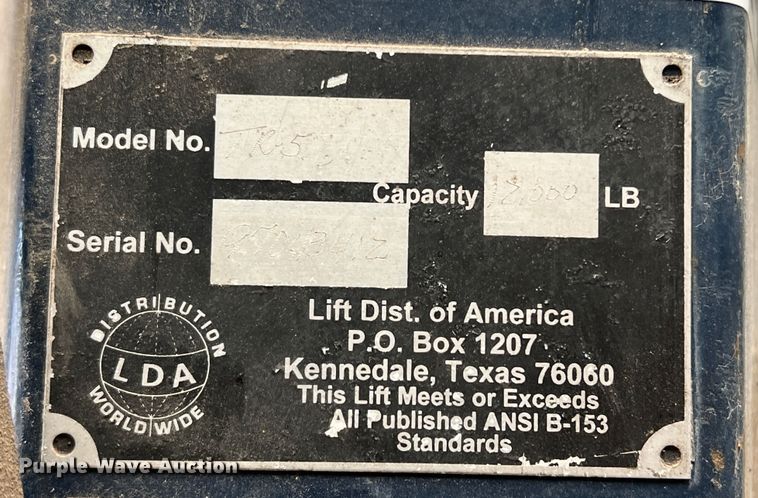 Model No.
Capacity LB
Serial No.
DISTRIBUTION
LDA
WORLD WIDE
Lift Dist. of America
P.O. Box 1207
Kennedale, Texas 76060
This Lift Meets or Exceeds
All Published ANSI B-153
Standards
Purple Wave Auction